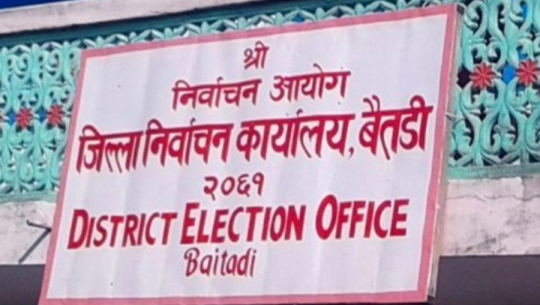 श्री
निर्वाचन आयोग
जिल्ला निर्वाचन कार्यालय, बैतडी
२०६१
DISTRICT ELECTION OFFICE
Baitadi